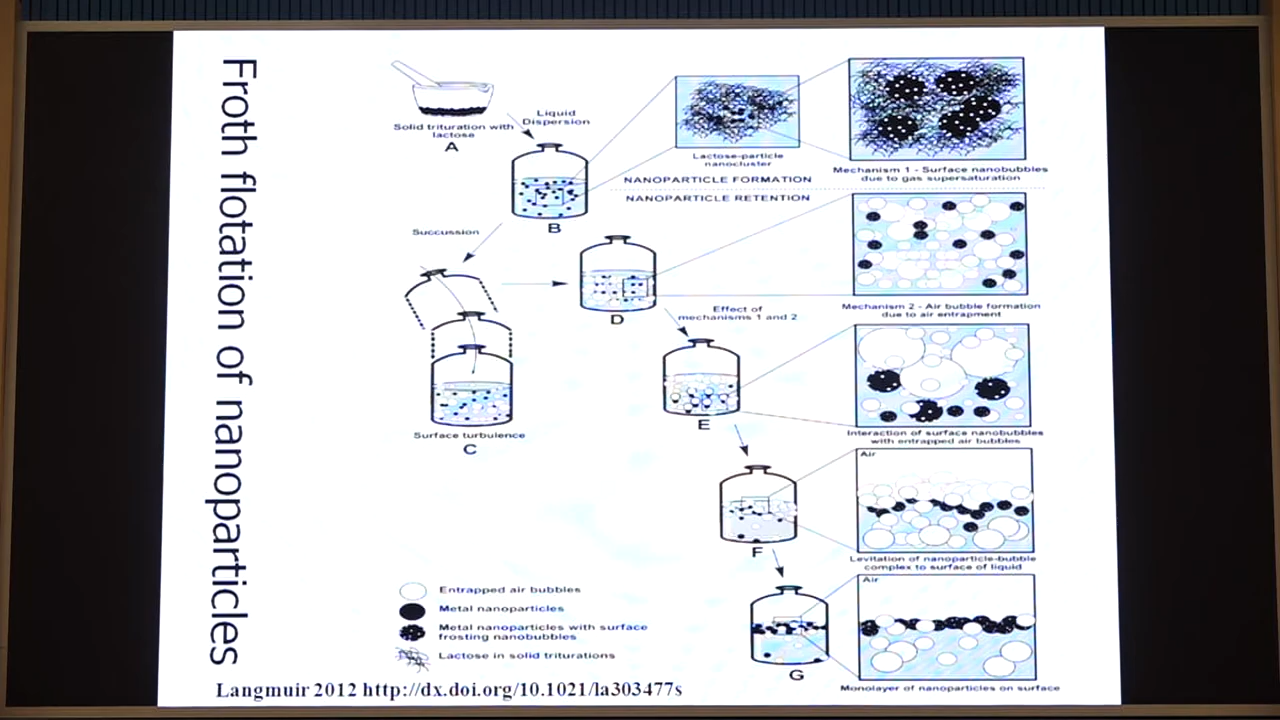 Froth flotation of nanoparticles
Solid trituration with
lactose
A
Liquid
Dispersion
B
Lactose-particle
nanocluster
Mechanism 1 - Surface nanobubbles
due to gas supersaturation
NANOPARTICLE FORMATION
NANOPARTICLE RETENTION
Succussion
Surface turbulence
C
D
Mechanism 2 - Air bubble formation
due to air entrapment
Effect of
mechanisms 1 and 2
E
Interaction of surface nanobubbles
with entrapped air bubbles
F
Air
Levitation of nanoparticle-bubble
complex to surface of liquid
G
Air
Monolayer of nanoparticles on surface
Entrapped air bubbles
Metal nanoparticles
Metal nanoparticles with surface
frosting nanobubbles
Lactose in solid triturations
Langmuir 2012 http://dx.doi.org/10.1021/la303477s